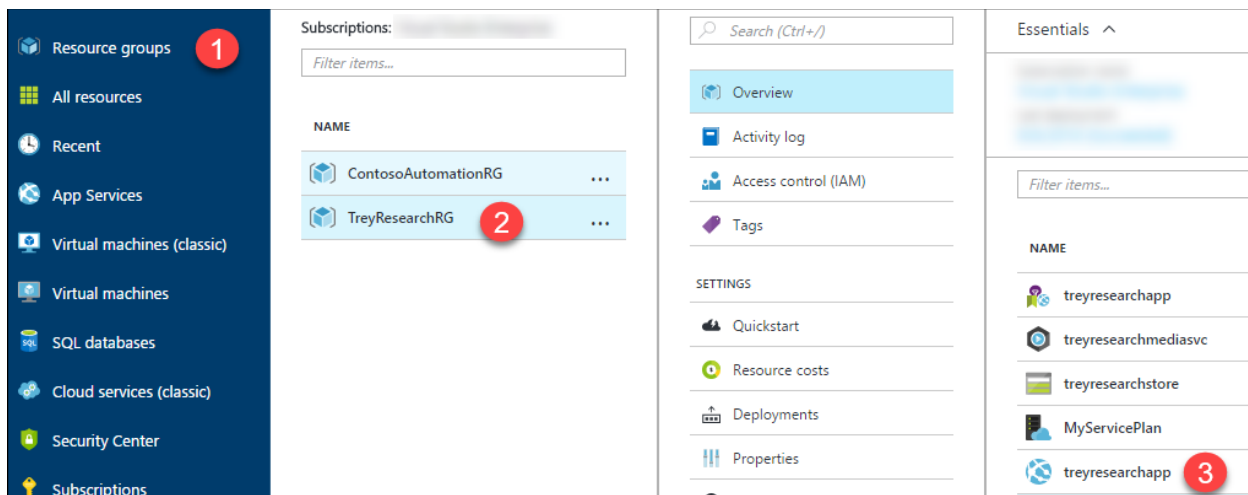 Resource groups
1
All resources
Recent
App Services
Virtual machines (classic)
Virtual machines
SQL databases
Cloud services (classic)
Security Center
Subscriptions
Subscriptions:
Filter items...
NAME
ContosoAutomationRG ...
TreyResearchRG 2 ...
Search (Ctrl+/)
Overview
Activity log
Access control (IAM)
Tags
SETTINGS
Quickstart
Resource costs
Deployments
Properties
Essentials
Filter items...
NAME
treyresearchapp
treyresearchmediasvc
treyresearchstore
MyServicePlan
treyresearchapp 3